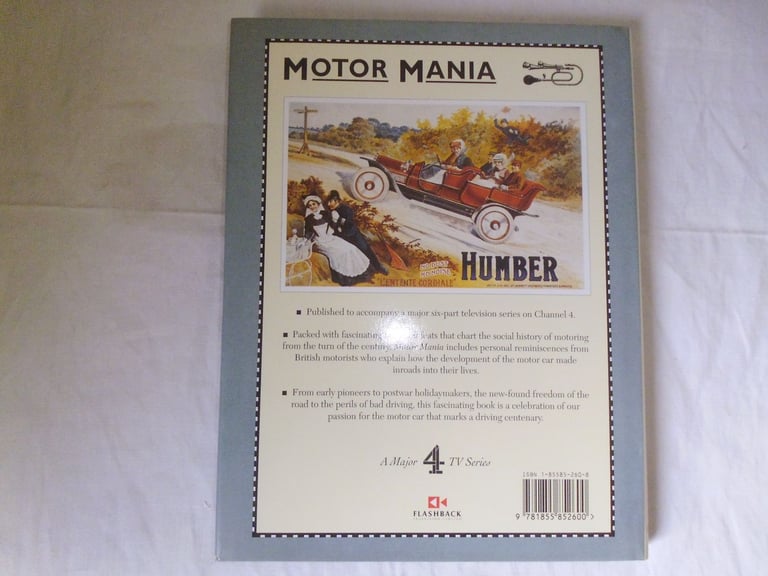 MOTOR MANIA
HUMBER
"L'ENTENTE CORDIALE"
■ Published to accompany a major six-part television series on Channel 4.
■ Packed with fascinating that chart the social history of motoring
from the turn of the century, Motor Mania includes personal reminiscences from
British motorists who explain how the development of the motor car made
inroads into their lives.
■ From early pioneers to postwar holidaymakers, the new-found freedom of the
road to the perils of bad driving, this fascinating book is a celebration of our
passion for the motor car that marks a driving centenary.
A Major 4 TV Series
ISBN 1-85585-260-8
FLASHBACK
9 781855 852600 >